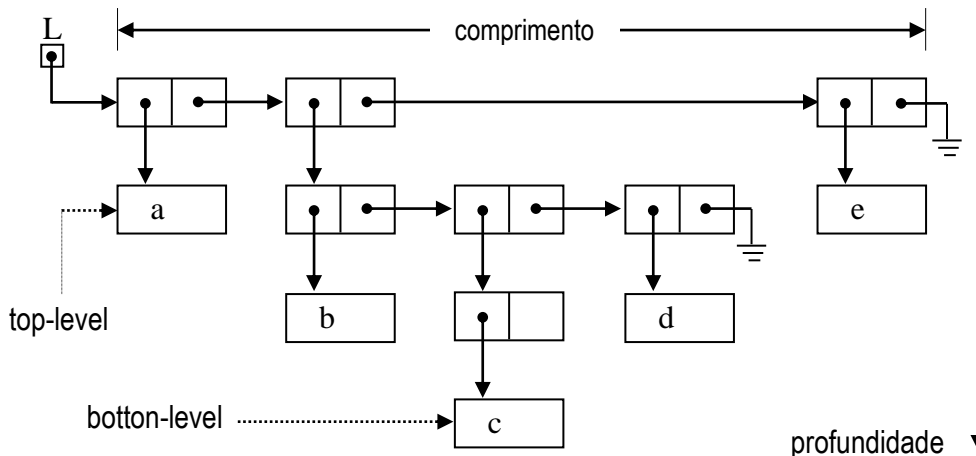 L
comprimento
a
e
top-level
b
d
botton-level
c
profundidade